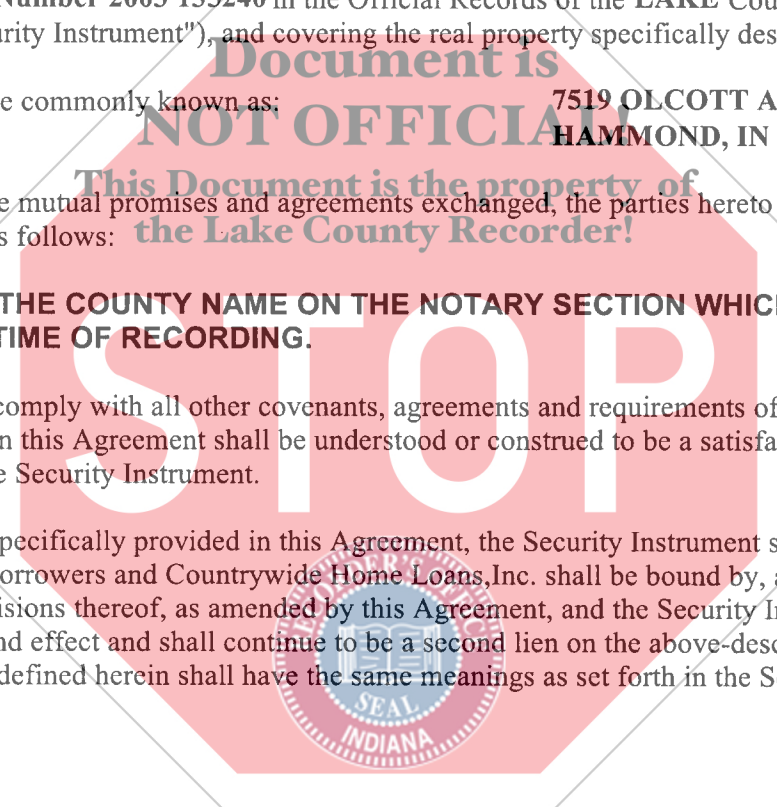 Number 2003 133240 in the Official Records of the LAKE Cou
urity Instrument"), and covering the real property specifically des
Document is
e commonly known as: 7519 OLCOTT A
NOT OFFICIAL!
HAMMOND, IN
This Document is the property of
e mutual promises and agreements exchanged, the parties hereto
s follows: the Lake County Recorder!
THE COUNTY NAME ON THE NOTARY SECTION WHICH
TIME OF RECORDING.
STOP
comply with all other covenants, agreements and requirements of
n this Agreement shall be understood or construed to be a satisfa
e Security Instrument.
pecifically provided in this Agreement, the Security Instrument s
orrowers and Countrywide Home Loans,Inc. shall be bound by, a
isions thereof, as amended by this Agreement, and the Security I
nd effect and shall continue to be a second lien on the above-desc
defined herein shall have the same meanings as set forth in the S
RECORDER'S OFFICE
SEAL
INDIANA